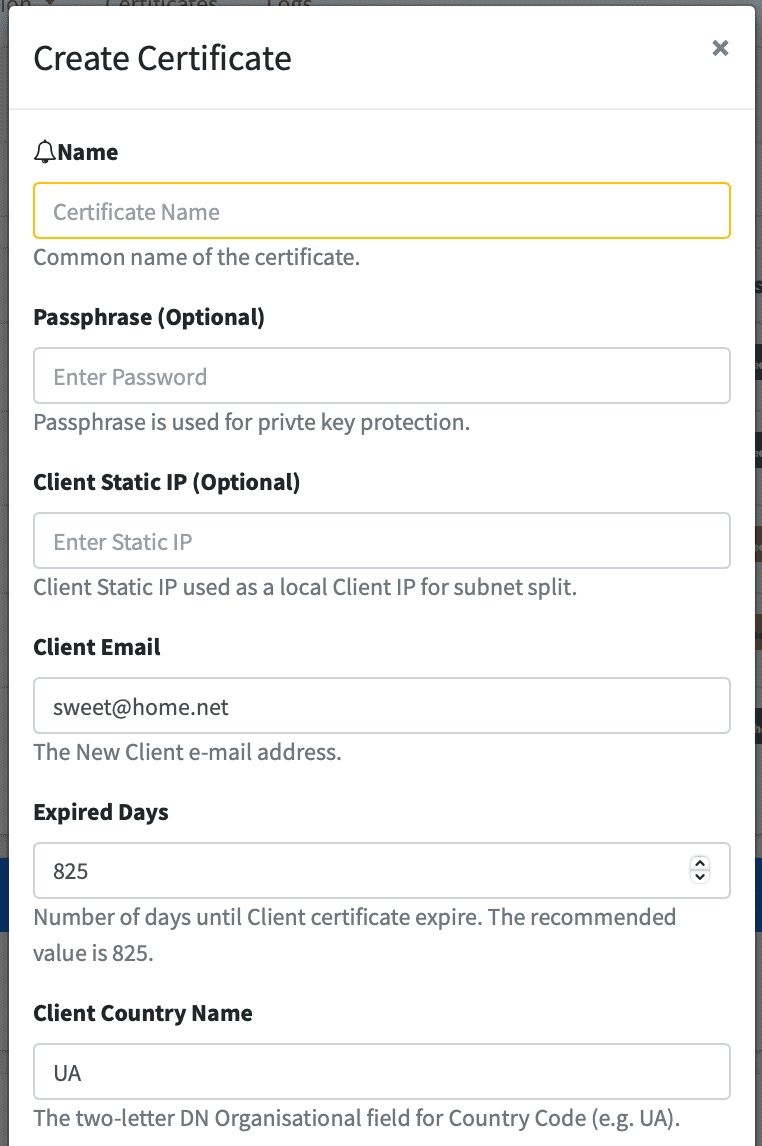 Certificates
Logs
Create Certificate
×
Name
Certificate Name
Common name of the certificate.
Passphrase (Optional)
Enter Password
Passphrase is used for privte key protection.
Client Static IP (Optional)
Enter Static IP
Client Static IP used as a local Client IP for subnet split.
Client Email
sweet@home.net
The New Client e-mail address.
Expired Days
825
Number of days until Client certificate expire. The recommended
value is 825.
Client Country Name
UA
The two-letter DN Organisational field for Country Code (e.g. UA).